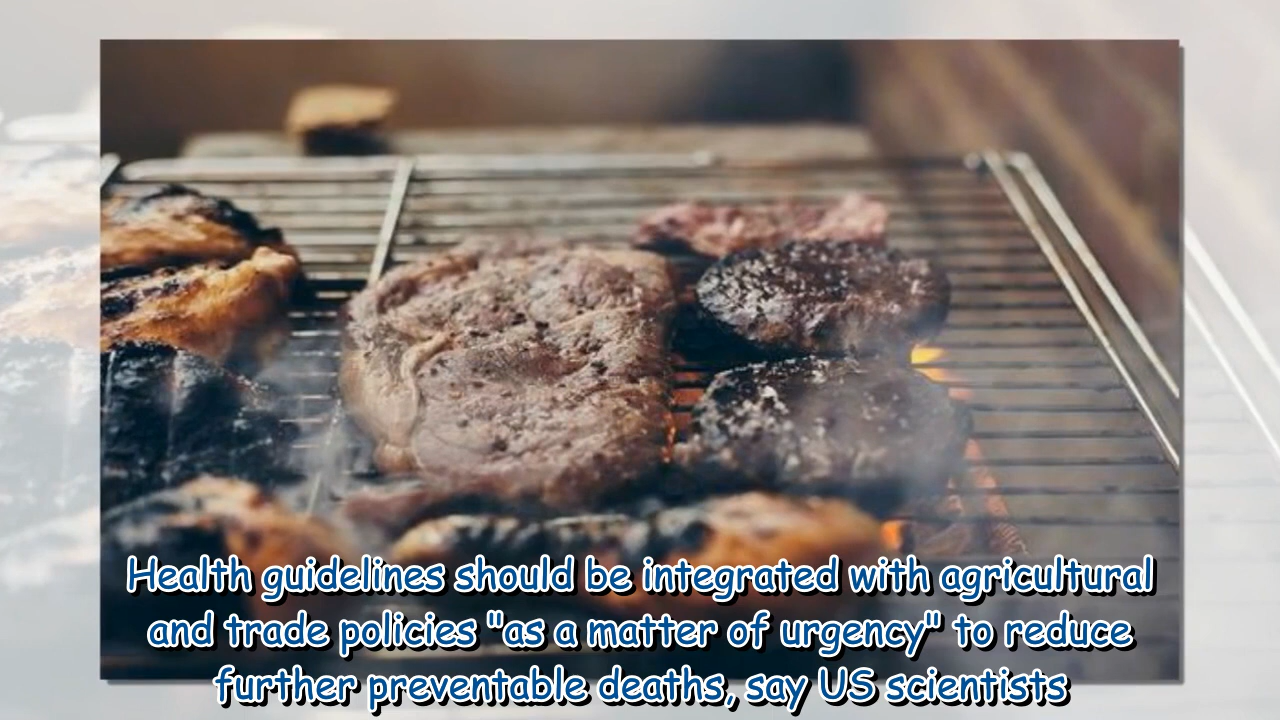 Health guidelines should be integrated with agricultural
and trade policies "as a matter of urgency" to reduce
further preventable deaths, say US scientists